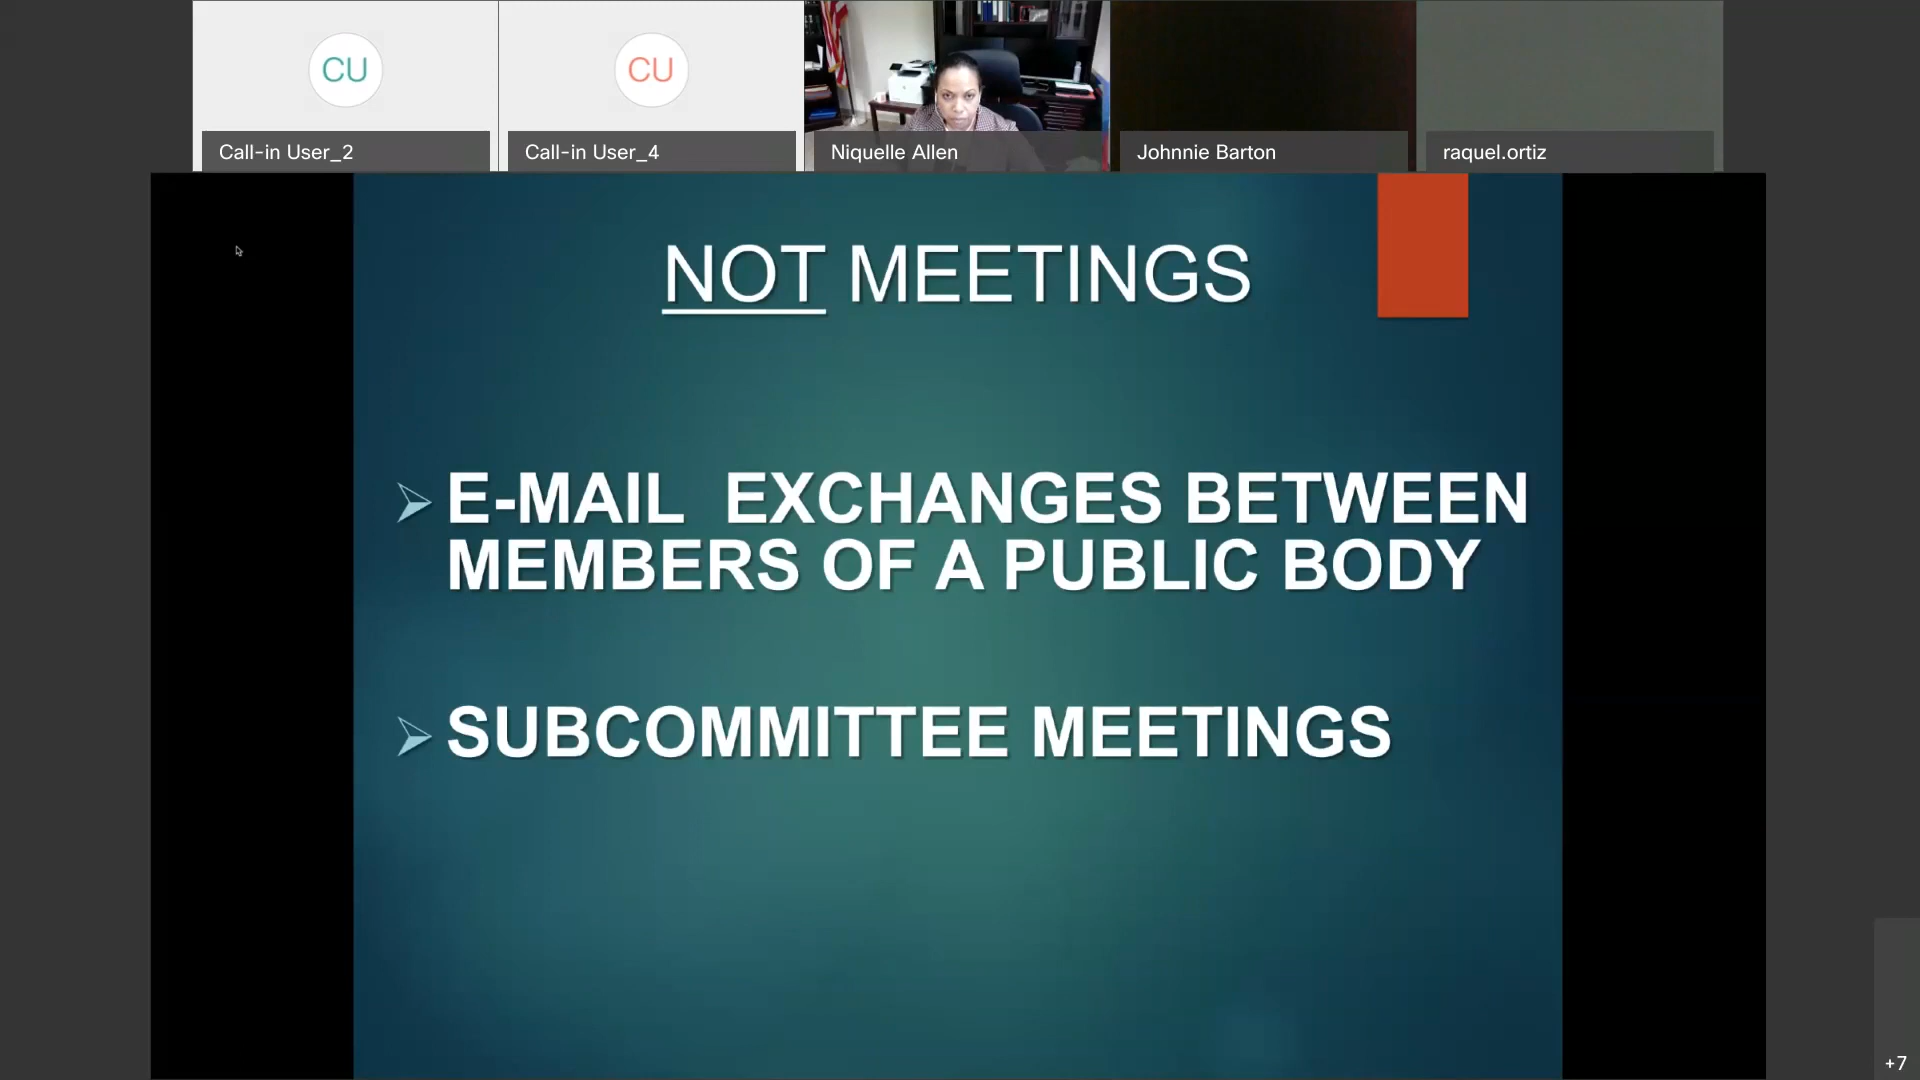 CU
CU
Call-in User_2
Call-in User_4
Niquelle Allen
Johnnie Barton
raquel.ortiz
NOT MEETINGS
E-MAIL EXCHANGES BETWEEN
MEMBERS OF A PUBLIC BODY
SUBCOMMITTEE MEETINGS
+7